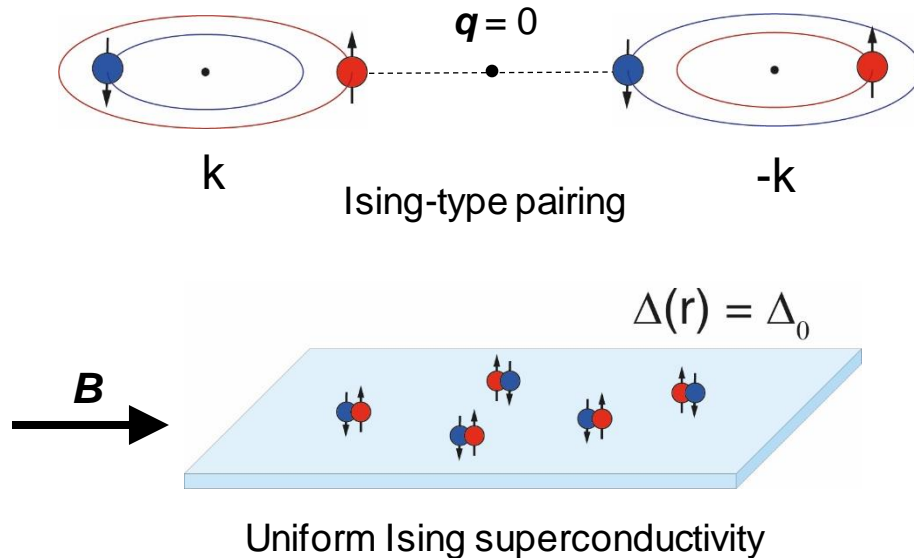 q = 0
k
-k
Ising-type pairing
Δ(r) = Δ₀
B
Uniform Ising superconductivity